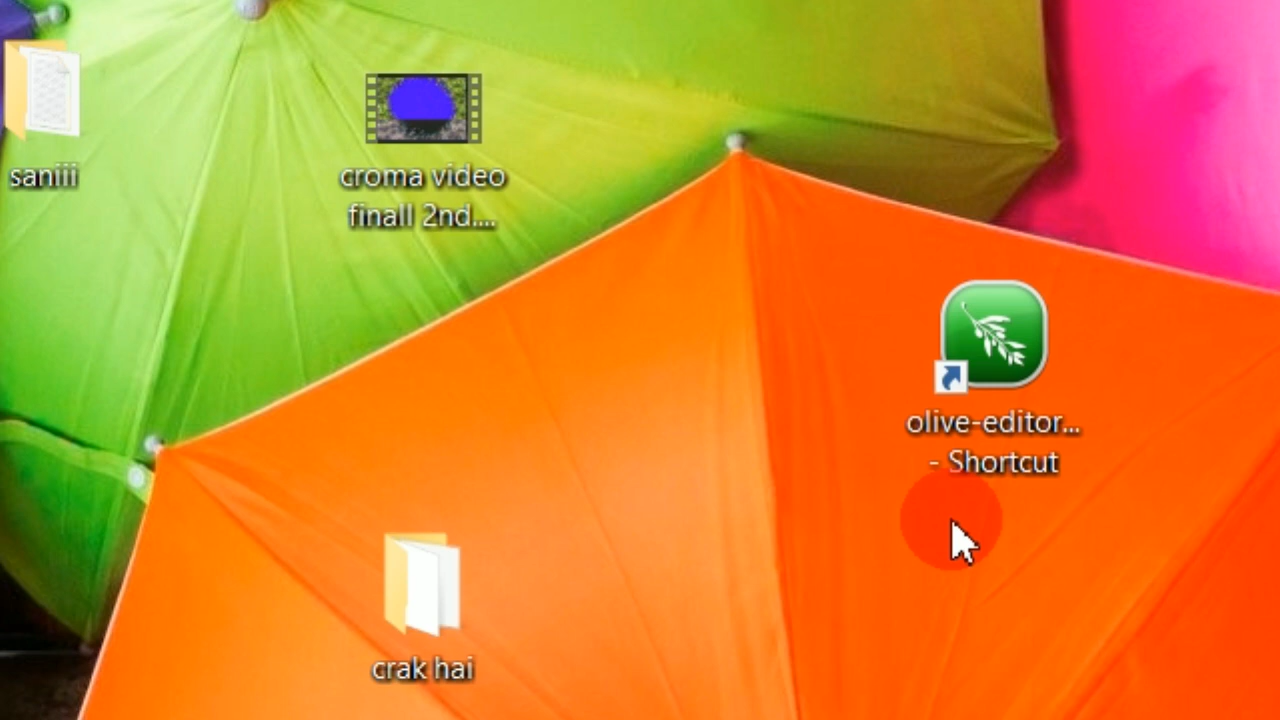 saniii
croma video
finall 2nd....
olive-editor...
- Shortcut
crak hai